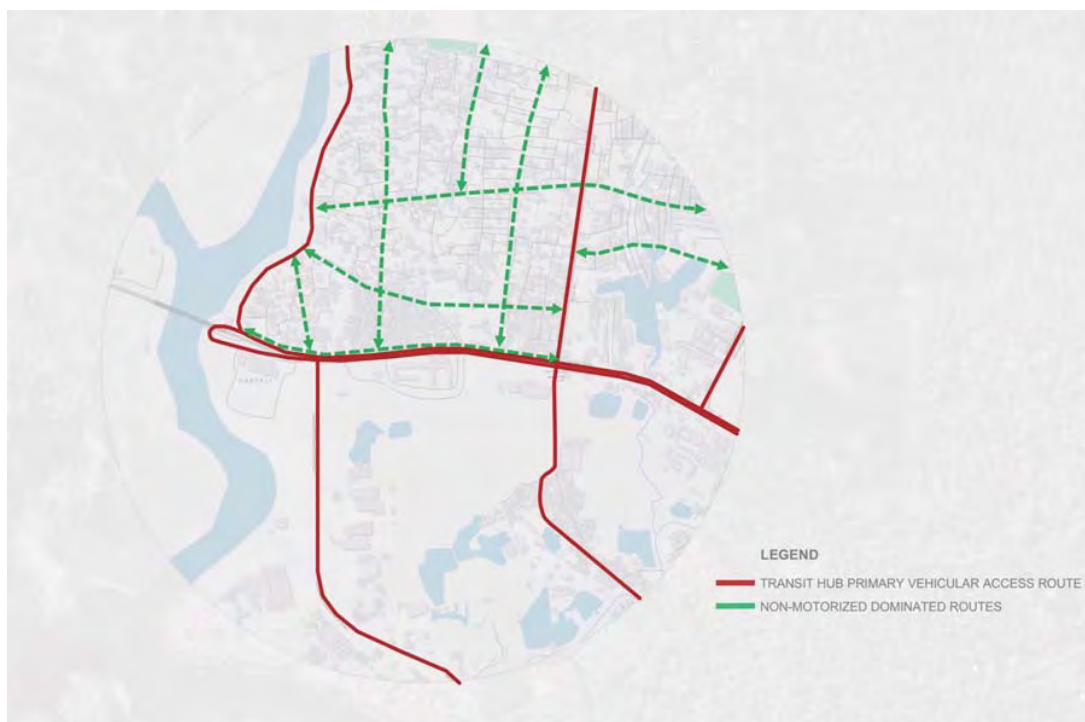 LEGEND
TRANSIT HUB PRIMARY VEHICULAR ACCESS ROUTE
NON-MOTORIZED DOMINATED ROUTES